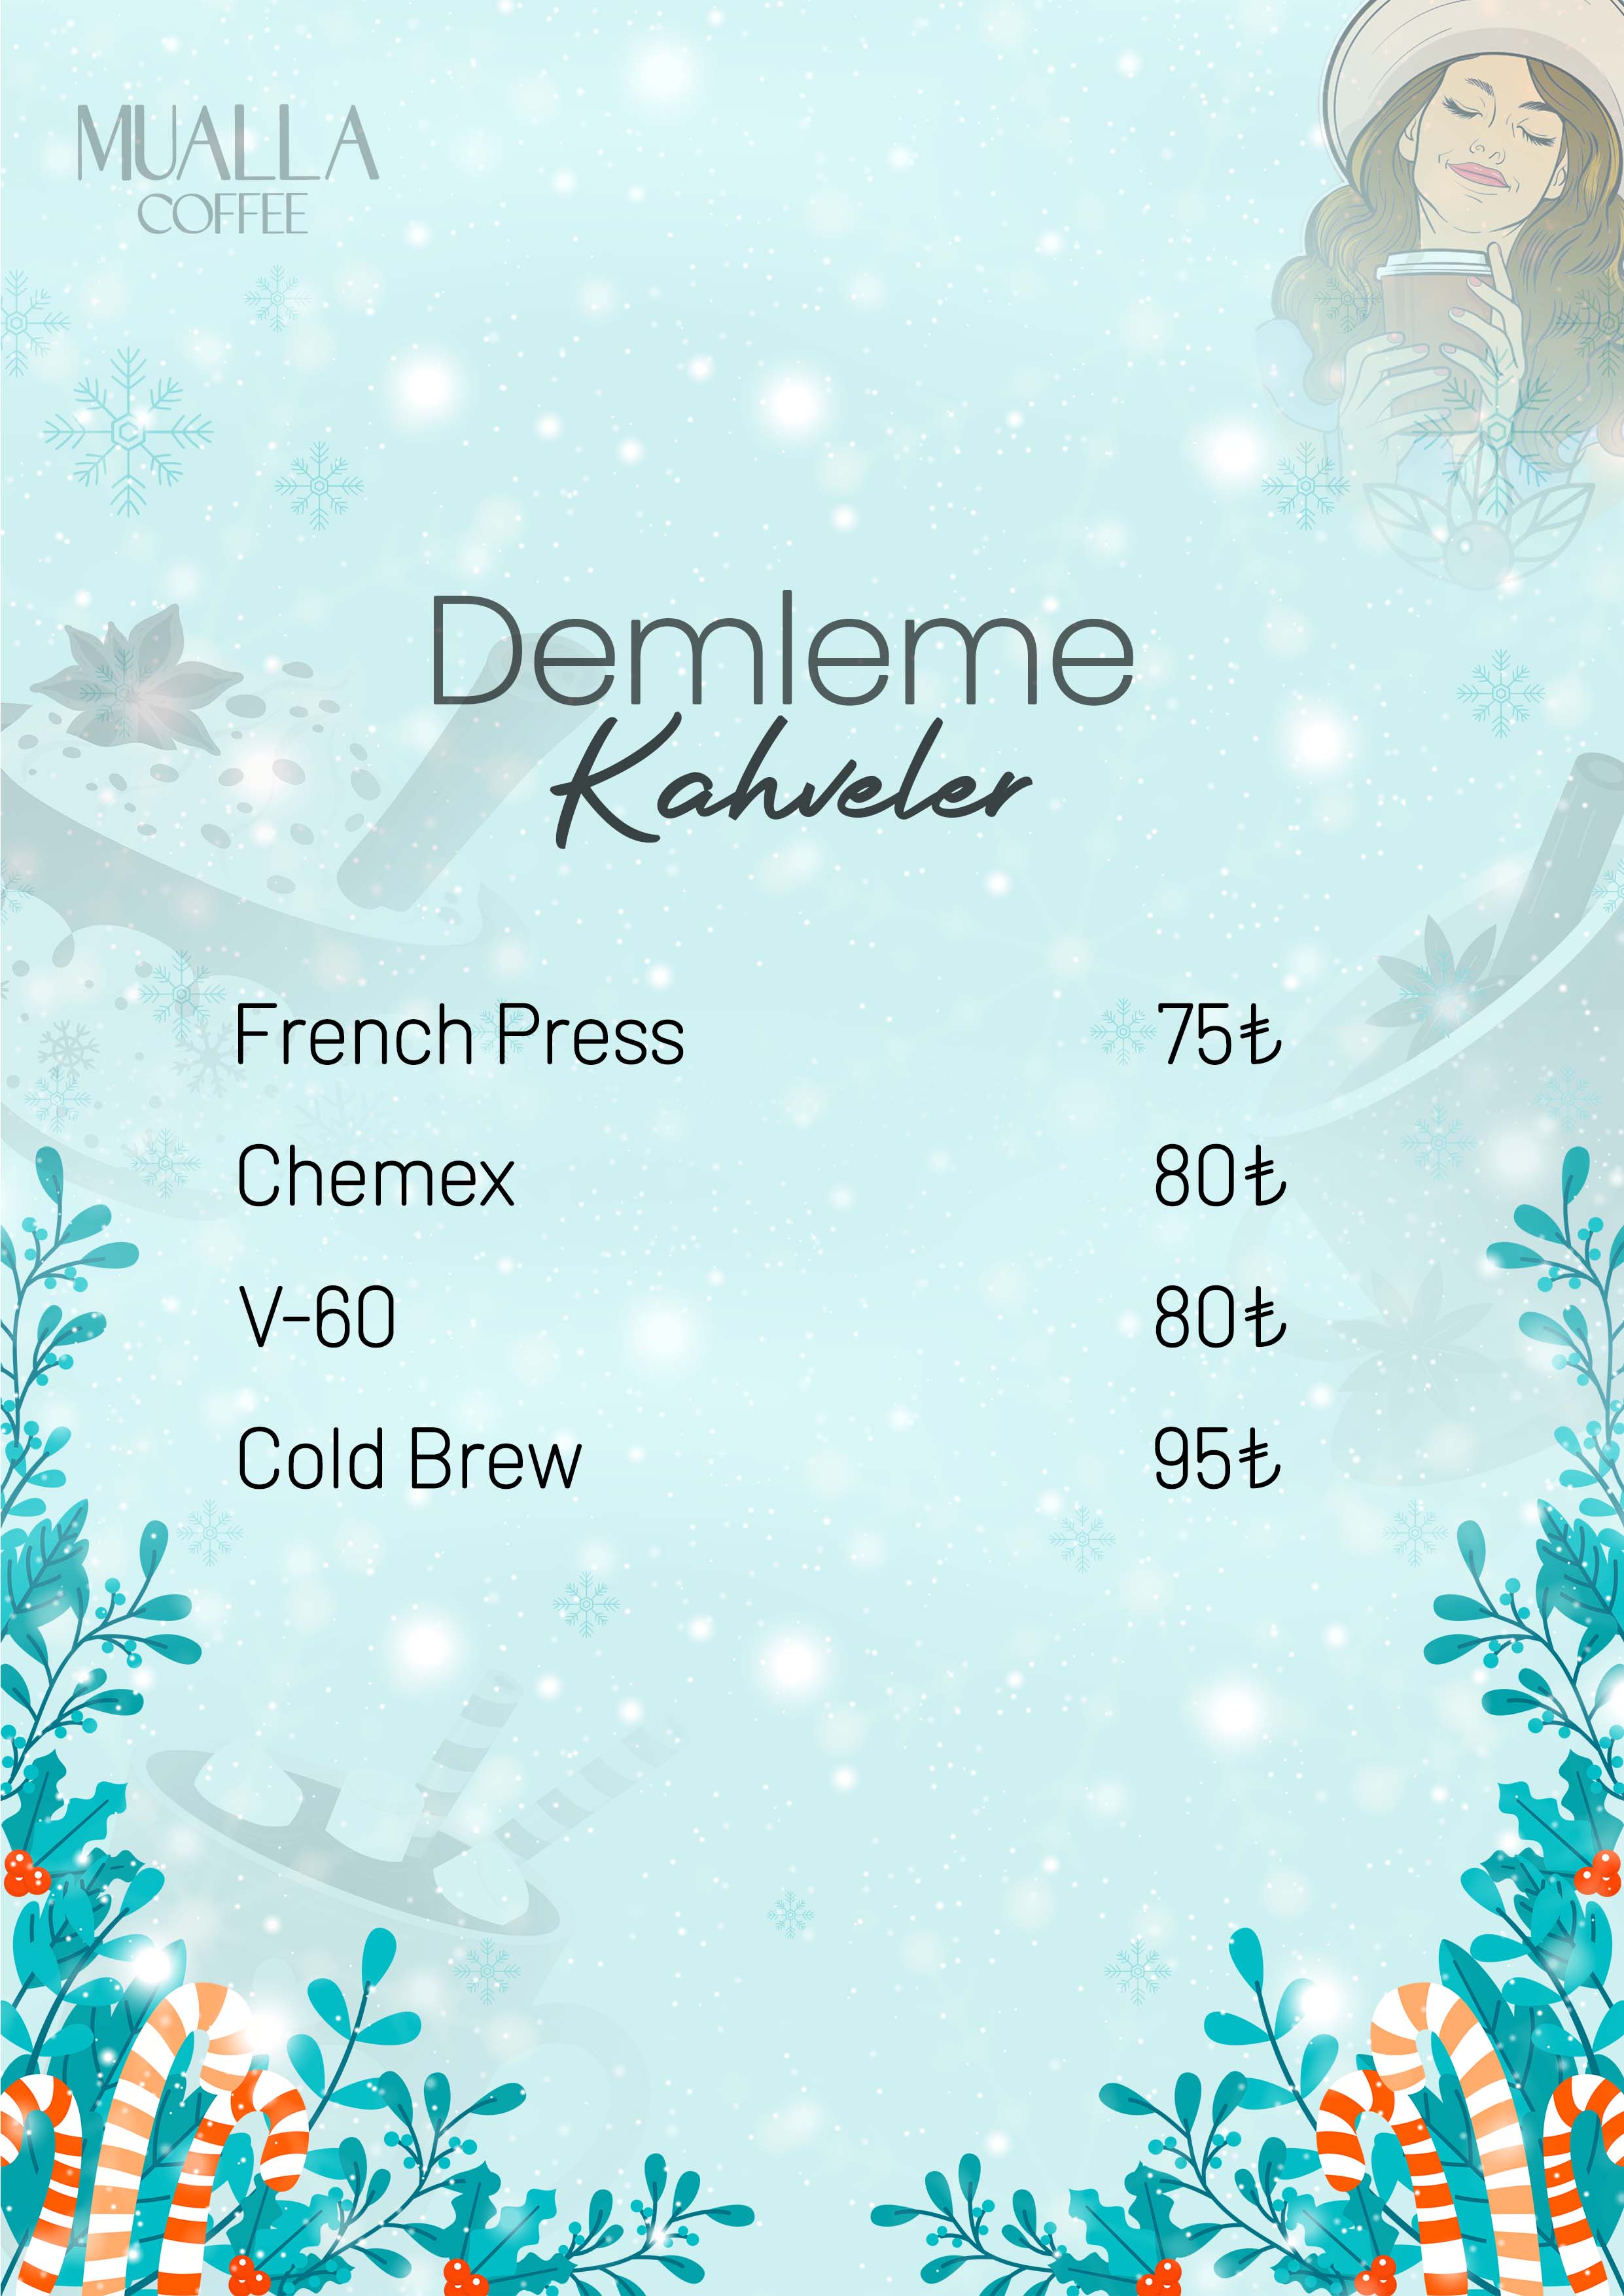 MUALLA
COFFEE
Demleme
Kahveler
French Press 75₺
Chemex 80₺
V-60 80₺
Cold Brew 95₺